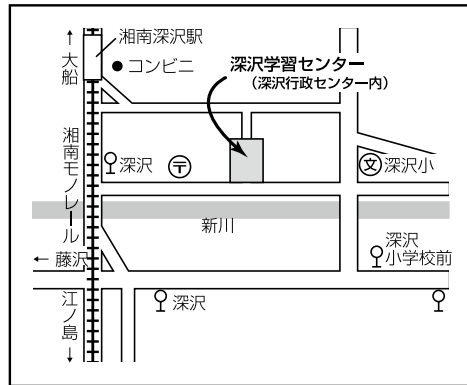 湘南深沢駅
↑
大船
コンビニ
深沢学習センター
（深沢行政センター内）
湘南モノレール
深沢
〒
文
深沢小
新川
← 藤沢
深沢
小学校前
深沢
江ノ島
↓